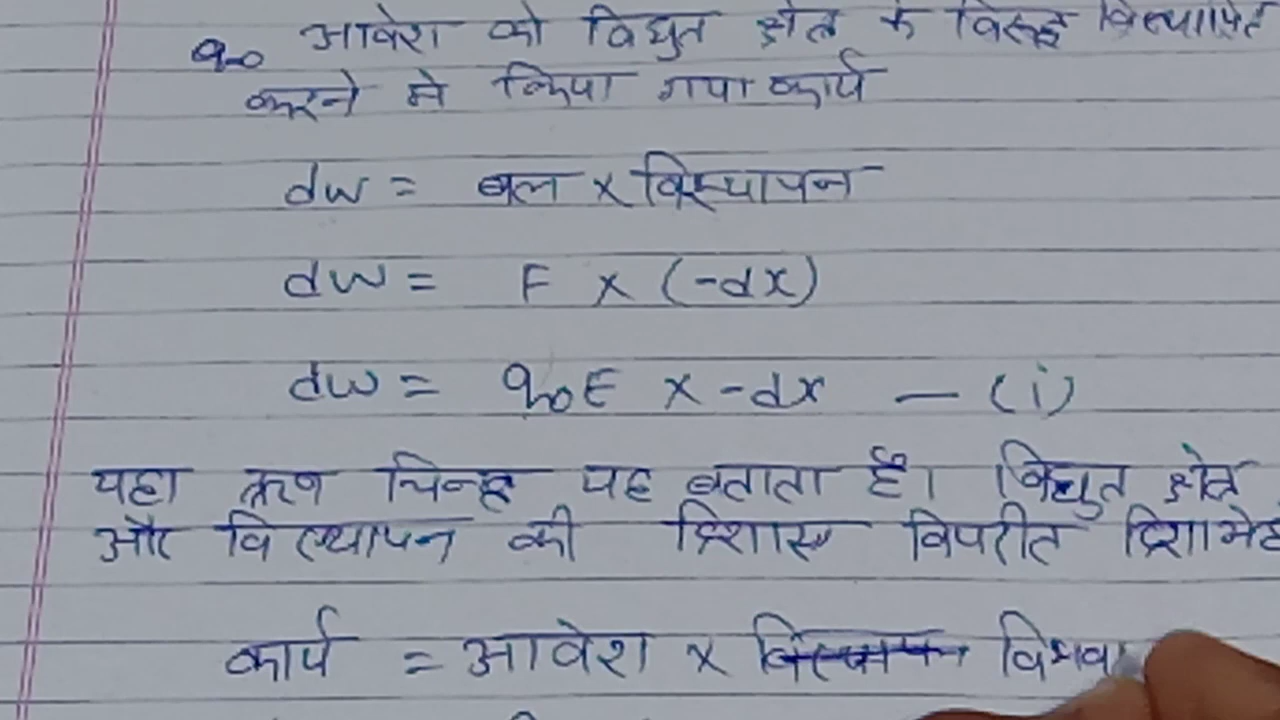 q₀ आवेश को विद्युत क्षेत्र के विरुद्ध विस्थापित
करने मे किया गया कार्य
dw = बल × विस्थापन
dw = F × (-dx)
dw = q₀E × -dx — (i)
यहा ऋण चिन्ह यह बताता है। विद्युत क्षेत्र
और विस्थापन की दिशाए विपरीत दिशा मे है
कार्य = आवेश ×